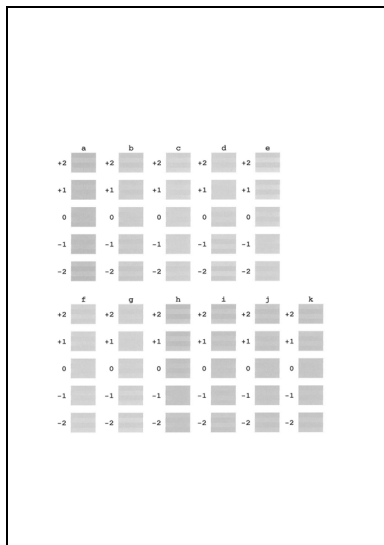 a b c d e
+2 +2 +2 +2 +2
+1 +1 +1 +1 +1
0 0 0 0 0
-1 -1 -1 -1 -1
-2 -2 -2 -2 -2
f g h i j k
+2 +2 +2 +2 +2 +2
+1 +1 +1 +1 +1 +1
0 0 0 0 0 0
-1 -1 -1 -1 -1 -1
-2 -2 -2 -2 -2 -2